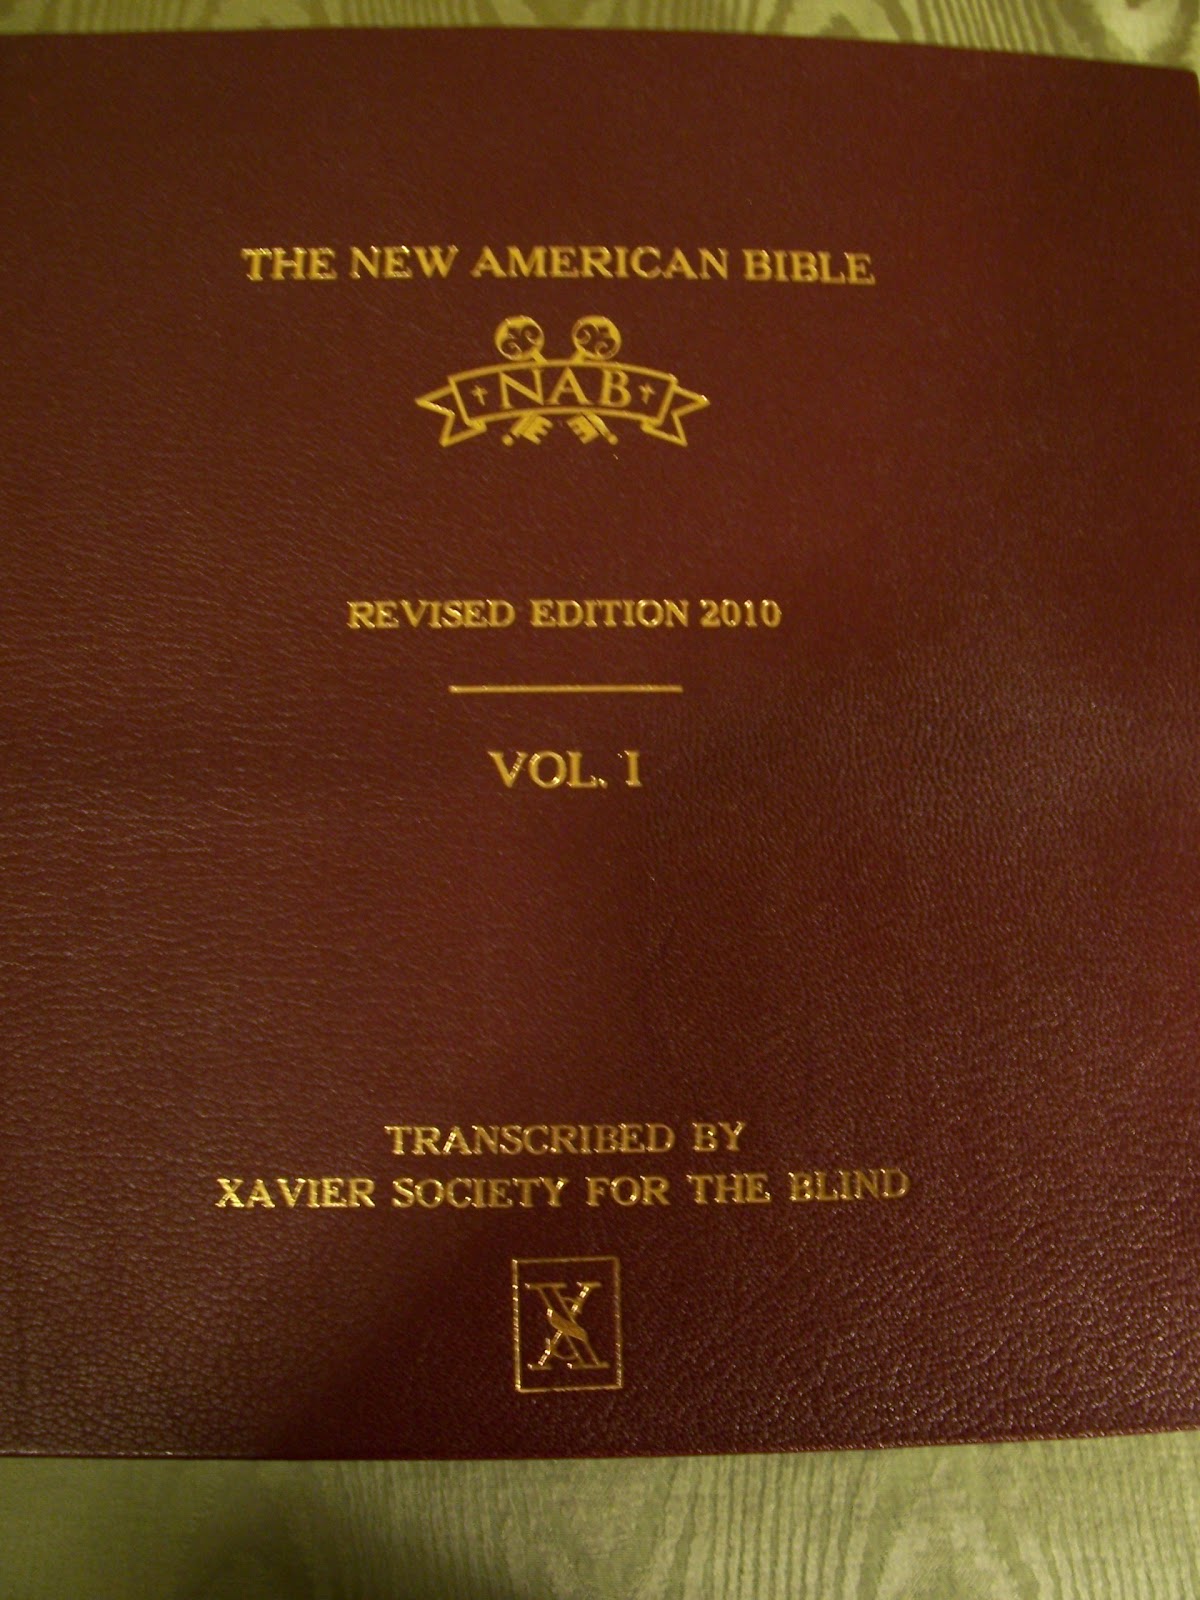 THE NEW AMERICAN BIBLE
NAB
REVISED EDITION 2010
VOL. I
TRANSCRIBED BY
XAVIER SOCIETY FOR THE BLIND
X